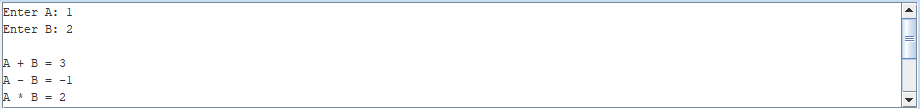 Enter A: 1
Enter B: 2

A + B = 3
A - B = -1
A * B = 2